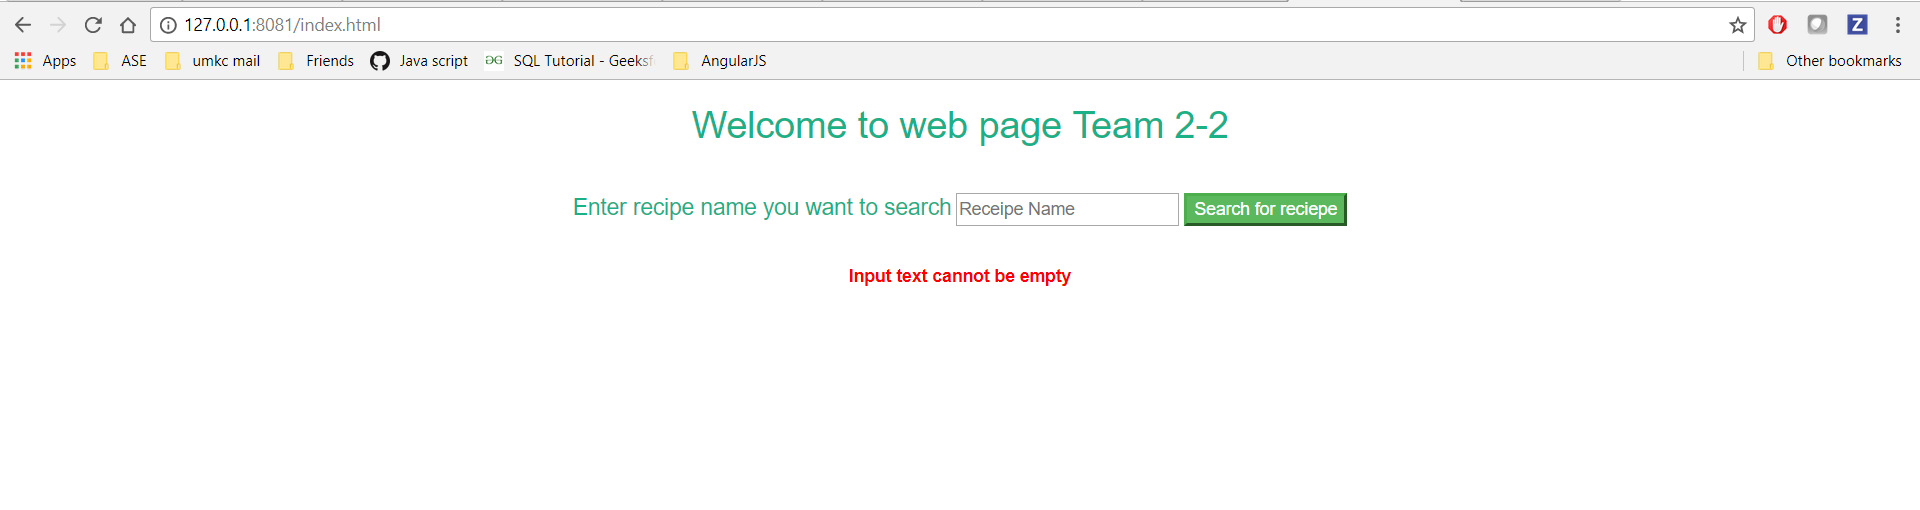 127.0.0.1:8081/index.html
Z
Apps ASE umkc mail Friends Java script SQL Tutorial - Geeksf AngularJS Other bookmarks
Welcome to web page Team 2-2
Enter recipe name you want to search Receipe Name Search for reciepe
Input text cannot be empty